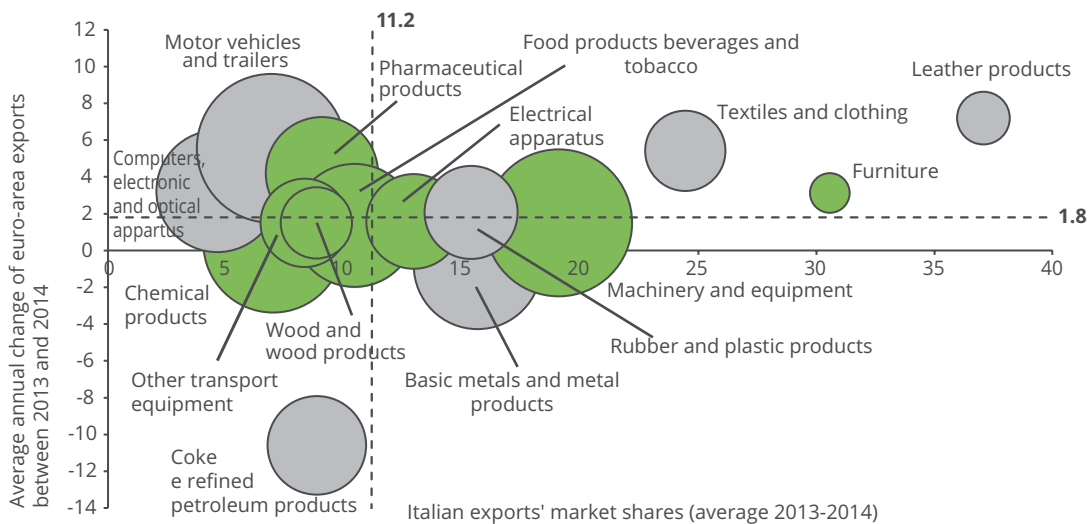 11.2
12
10
8
6
4
2
0
-2
-4
-6
-8
-10
-12
-14
Average annual change of euro-area exports
between 2013 and 2014
Motor vehicles
and trailers
Pharmaceutical
products
Food products beverages and
tobacco
Electrical
apparatus
Textiles and clothing
Leather products
Furniture
Computers,
electronic
and optical
appartus
1.8
0
5
10
15
20
25
30
35
40
Chemical
products
Wood and
wood products
Other transport
equipment
Machinery and equipment
Rubber and plastic products
Basic metals and metal
products
Coke
e refined
petroleum products
Italian exports' market shares (average 2013-2014)